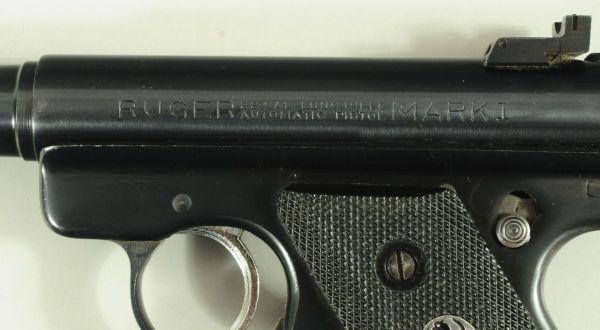 RUGER
22 CAL. LONG RIFLE
AUTOMATIC PISTOL
MARK I